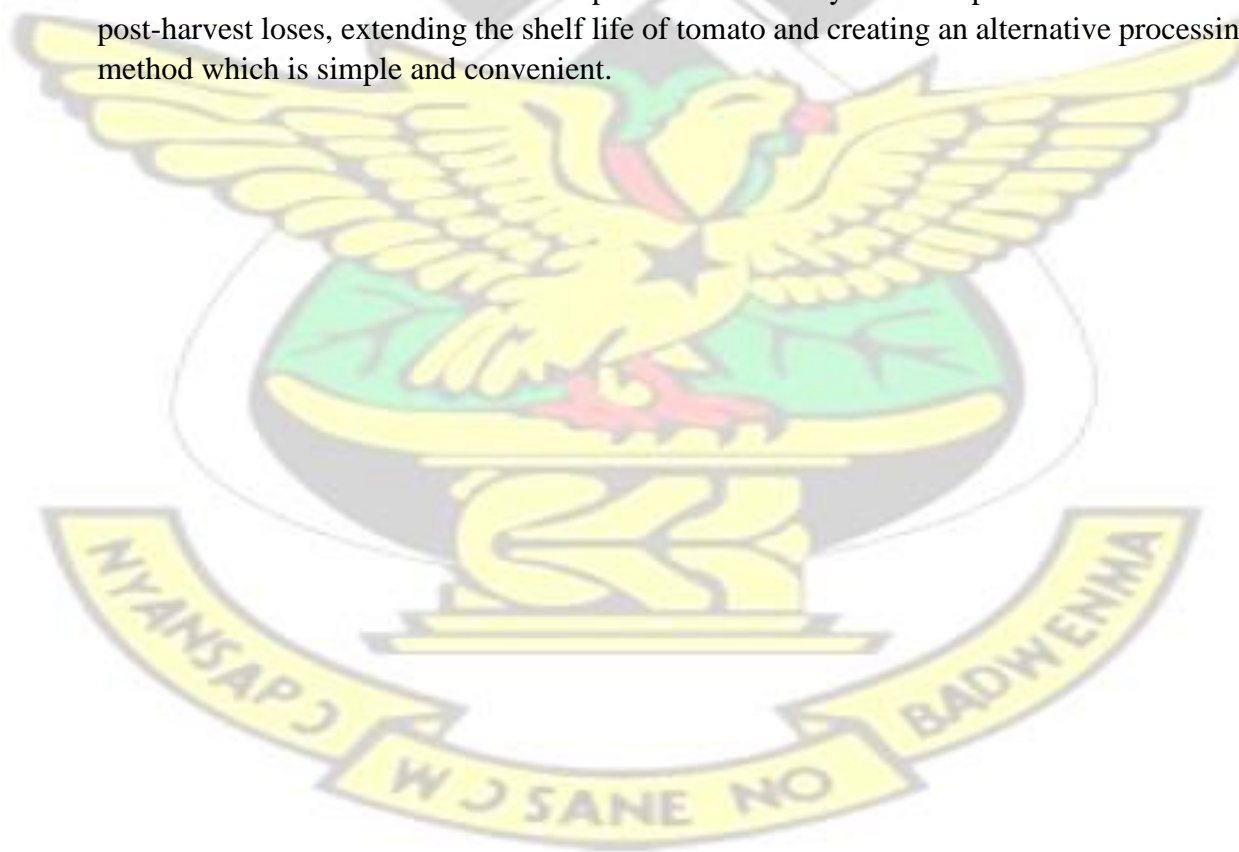 post-harvest loses, extending the shelf life of tomato and creating an alternative processin
method which is simple and convenient.
NYANSAPƆ
WƆ SANE NO
BADWENMA